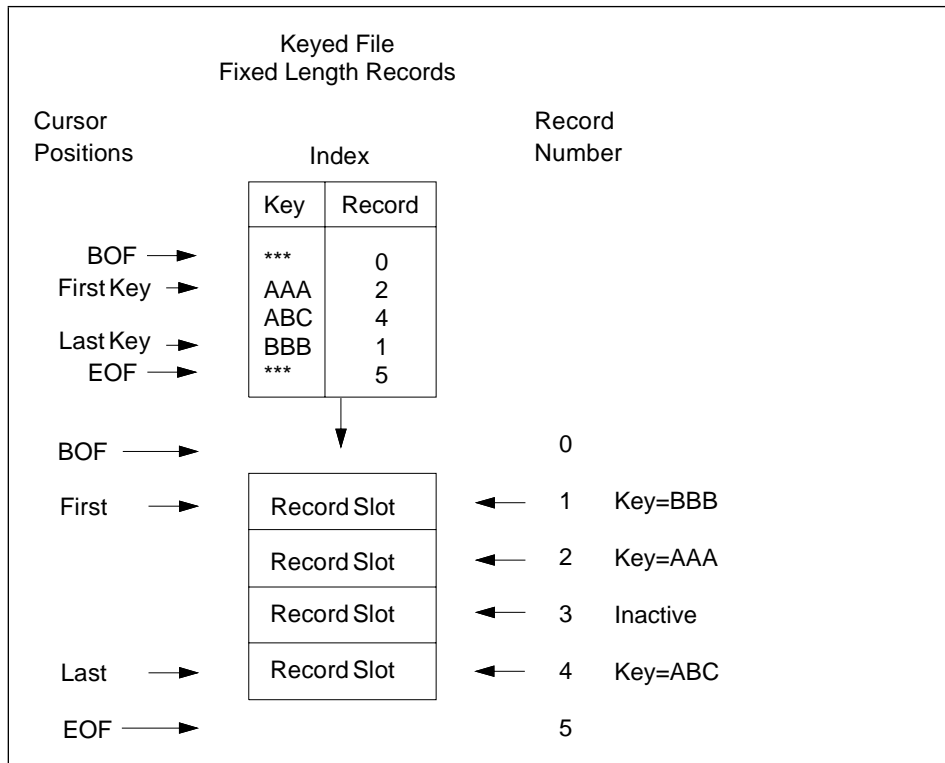 Keyed File
Fixed Length Records
Cursor
Positions
Record
Number
Index
Key Record
BOF *** 0
First Key AAA 2
ABC 4
Last Key BBB 1
EOF *** 5
BOF 0
First Record Slot 1 Key=BBB
Record Slot 2 Key=AAA
Record Slot 3 Inactive
Last Record Slot 4 Key=ABC
EOF 5